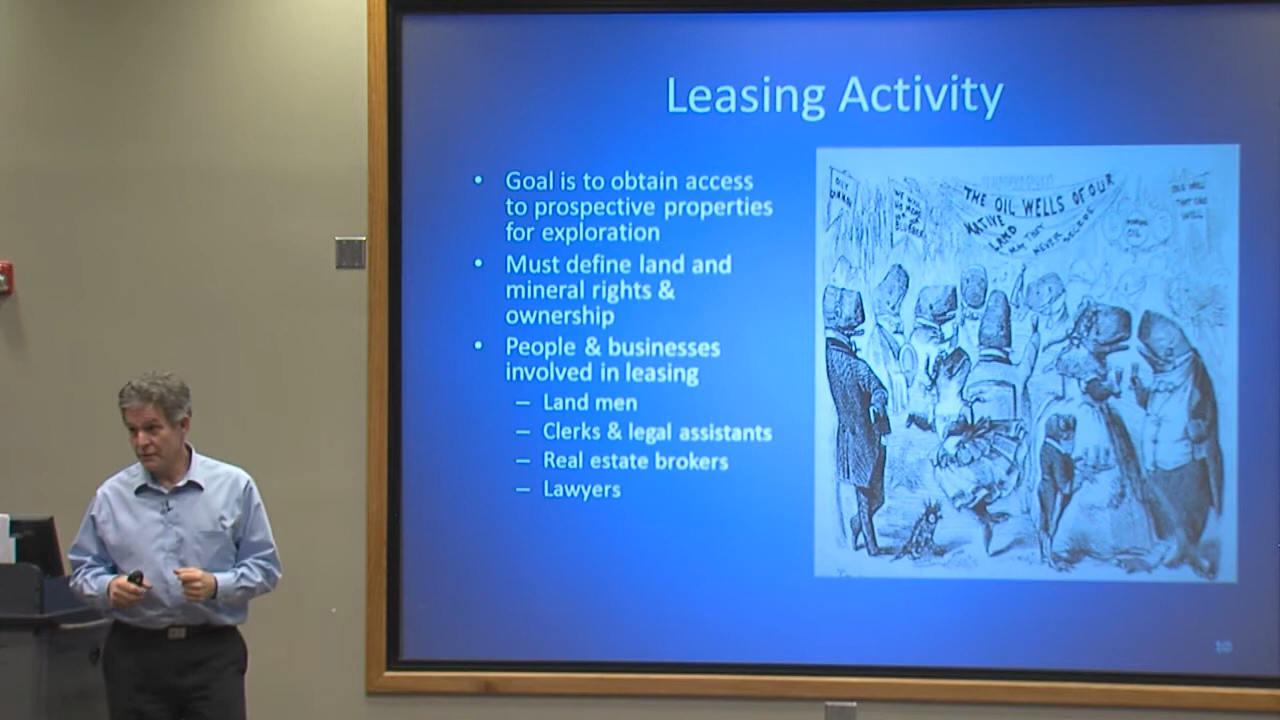 Leasing Activity
• Goal is to obtain access
to prospective properties
for exploration
• Must define land and
mineral rights &
ownership
• People & businesses
involved in leasing
– Land men
– Clerks & legal assistants
– Real estate brokers
– Lawyers
THE OIL WELLS OF OUR
NATIVE
LAND